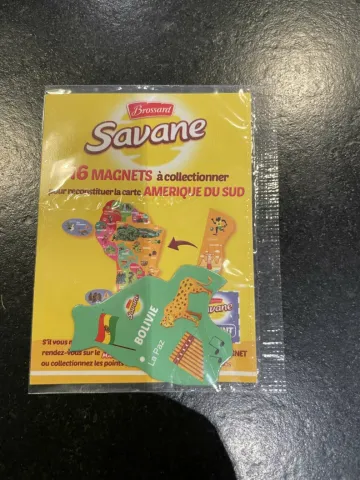 Brossard
Savane
16 MAGNETS à collectionner
pour reconstituer la carte AMERIQUE DU SUD
BOLIVIE
La Paz
S'il vous m
rendez-vous sur le
ou collectionnez les points